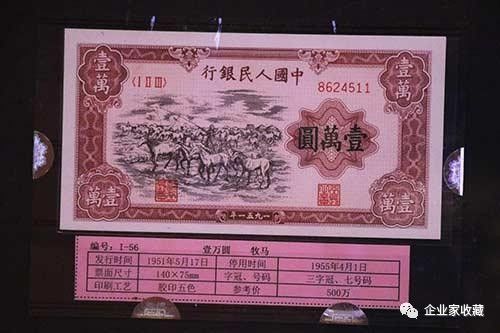 壹萬
中國人民銀行
壹萬
〈I II III〉
8624511
壹萬圓
壹萬
一九五一年
壹萬
编号：I-56 壹万圆 牧马
发行时间 1951年5月17日 停用时间 1955年4月1日
票面尺寸 140×75mm 字冠、号码 三字冠、七号码
印刷工艺 胶印五色 参考价 500万
企业家收藏